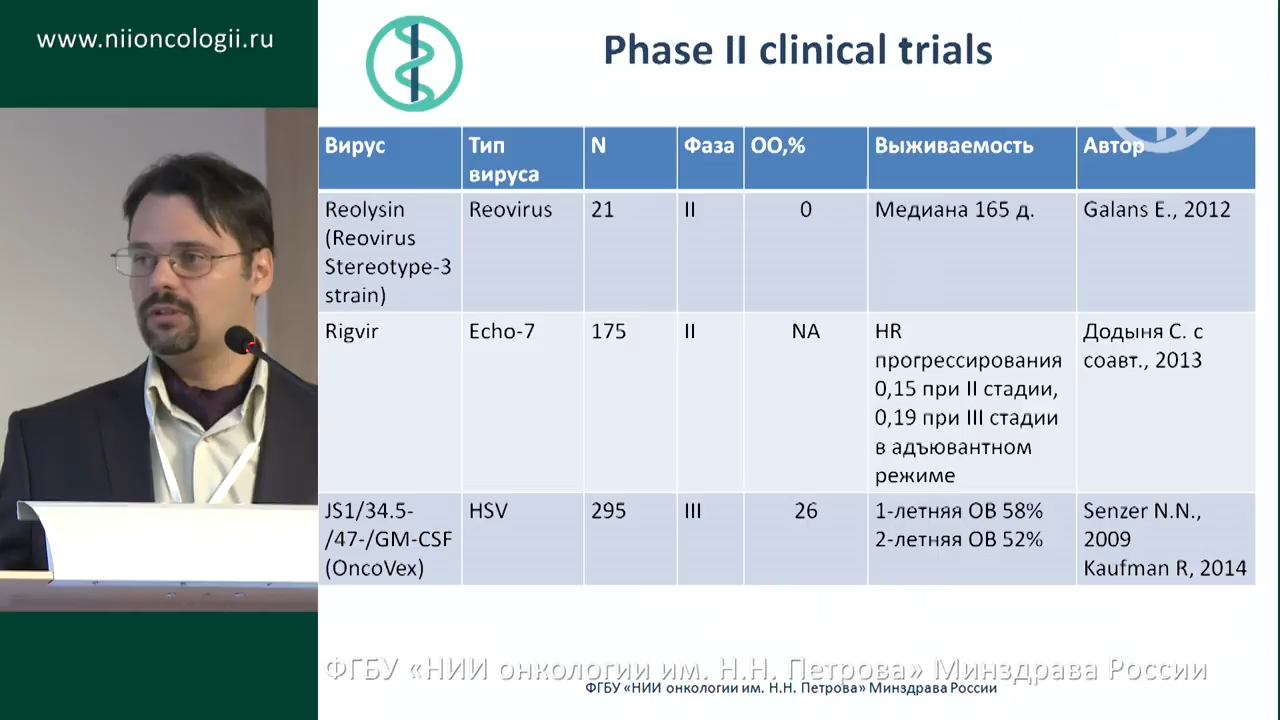 www.niioncologii.ru
Phase II clinical trials
Вирус
Тип
вируса
N
Фаза
ОО,%
Выживаемость
Автор
Reolysin
(Reovirus
Stereotype-3
strain)
Reovirus
21
II
0
Медиана 165 д.
Galans E., 2012
Rigvir
Echo-7
175
II
NA
HR
прогрессирования
0,15 при II стадии,
0,19 при III стадии
в адъювантном
режиме
Додыня С. с
соавт., 2013
JS1/34.5-
/47-/GM-CSF
(OncoVex)
HSV
295
III
26
1-летняя ОВ 58%
2-летняя ОВ 52%
Senzer N.N.,
2009
Kaufman R, 2014
ФГБУ «НИИ онкологии им. Н.Н. Петрова» Минздрава России
ФГБУ «НИИ онкологии им. Н.Н. Петрова» Минздрава России